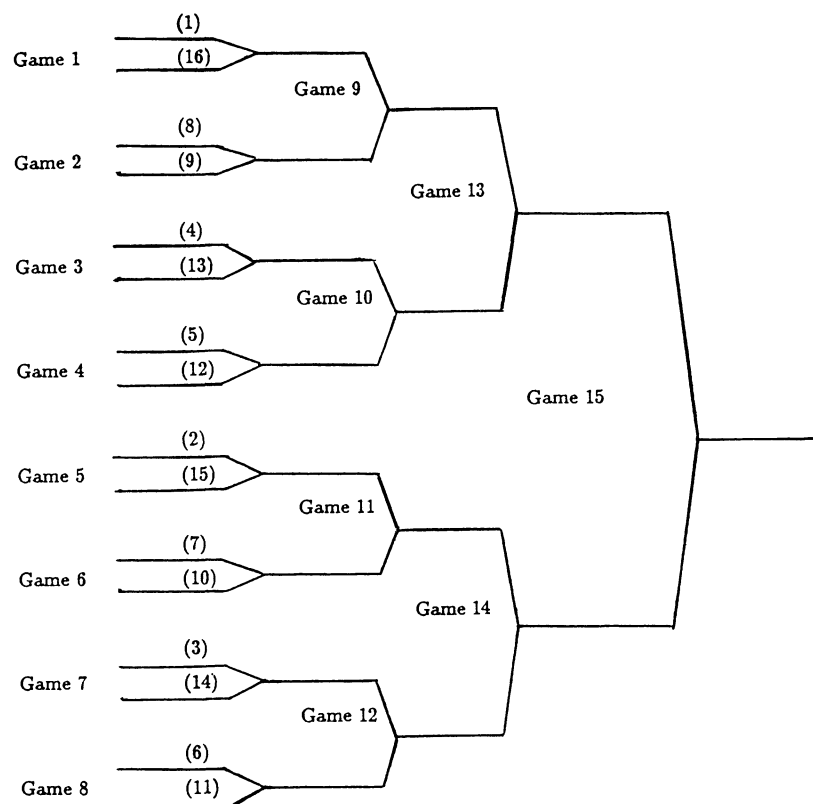 (1)
Game 1
(16)
Game 9
(8)
Game 2
(9)
Game 13
(4)
Game 3
(13)
Game 10
(5)
Game 4
(12)
Game 15
(2)
Game 5
(15)
Game 11
(7)
Game 6
(10)
Game 14
(3)
Game 7
(14)
Game 12
(6)
Game 8
(11)